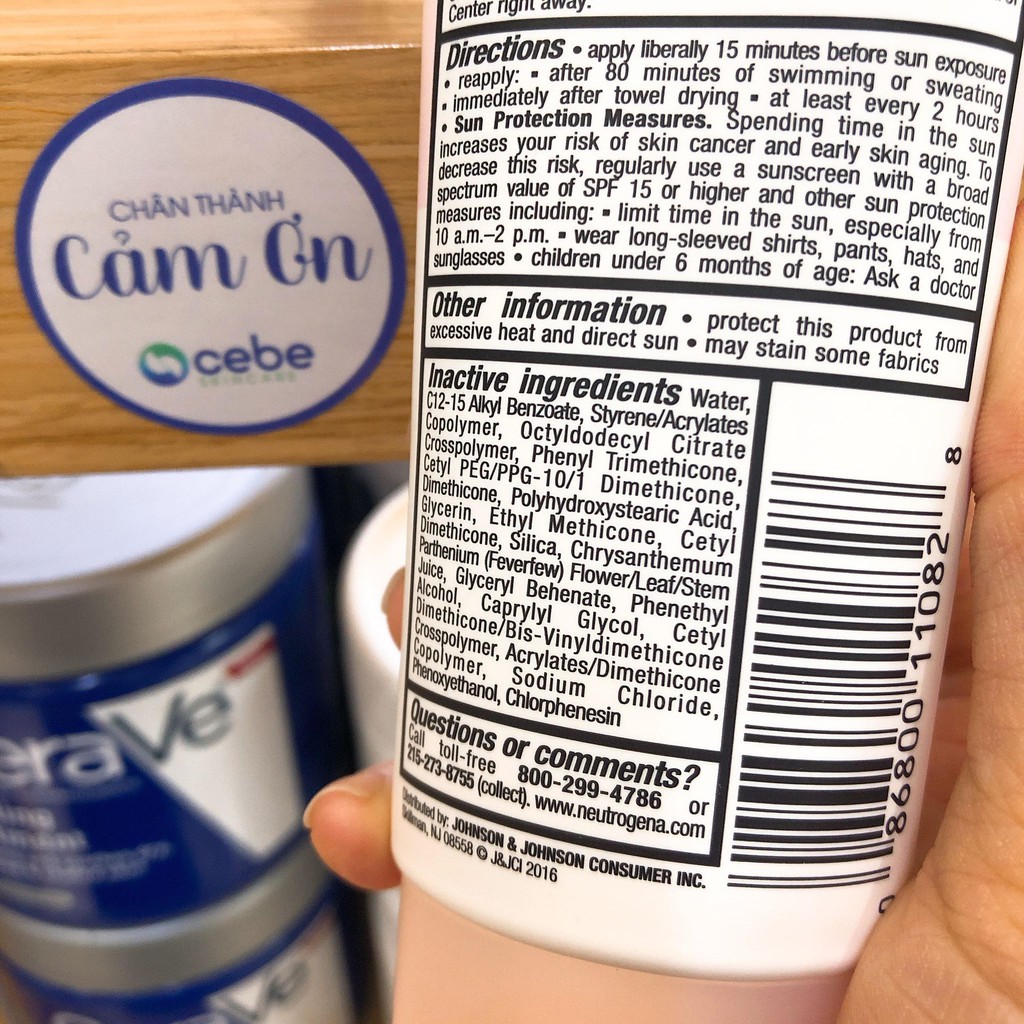 Center right away.
Directions • apply liberally 15 minutes before sun exposure
• reapply: ▪ after 80 minutes of swimming or sweating
▪ immediately after towel drying ▪ at least every 2 hours
• Sun Protection Measures. Spending time in the sun
increases your risk of skin cancer and early skin aging. To
decrease this risk, regularly use a sunscreen with a broad
spectrum value of SPF 15 or higher and other sun protection
measures including: ▪ limit time in the sun, especially from
10 a.m.–2 p.m. ▪ wear long-sleeved shirts, pants, hats, and
sunglasses • children under 6 months of age: Ask a doctor
Other information • protect this product from
excessive heat and direct sun • may stain some fabrics
Inactive ingredients Water,
C12-15 Alkyl Benzoate, Styrene/Acrylates
Copolymer, Octyldodecyl Citrate
Crosspolymer, Phenyl Trimethicone,
Cetyl PEG/PPG-10/1 Dimethicone,
Dimethicone, Polyhydroxystearic Acid,
Glycerin, Ethyl Methicone, Cetyl
Dimethicone, Silica, Chrysanthemum
Parthenium (Feverfew) Flower/Leaf/Stem
Juice, Glyceryl Behenate, Phenethyl
Alcohol, Caprylyl Glycol, Cetyl
Dimethicone/Bis-Vinyldimethicone
Crosspolymer, Acrylates/Dimethicone
Copolymer, Sodium Chloride,
Phenoxyethanol, Chlorphenesin
Questions or comments?
Call toll-free 800-299-4786 or
215-273-8755 (collect). www.neutrogena.com
Distributed by: JOHNSON & JOHNSON CONSUMER INC.
Skillman, NJ 08558 © J&JCI 2016
0 86800 11082 8
CHÂN THÀNH
Cảm Ơn
cebe
SKINCARE
eraVe
Ve